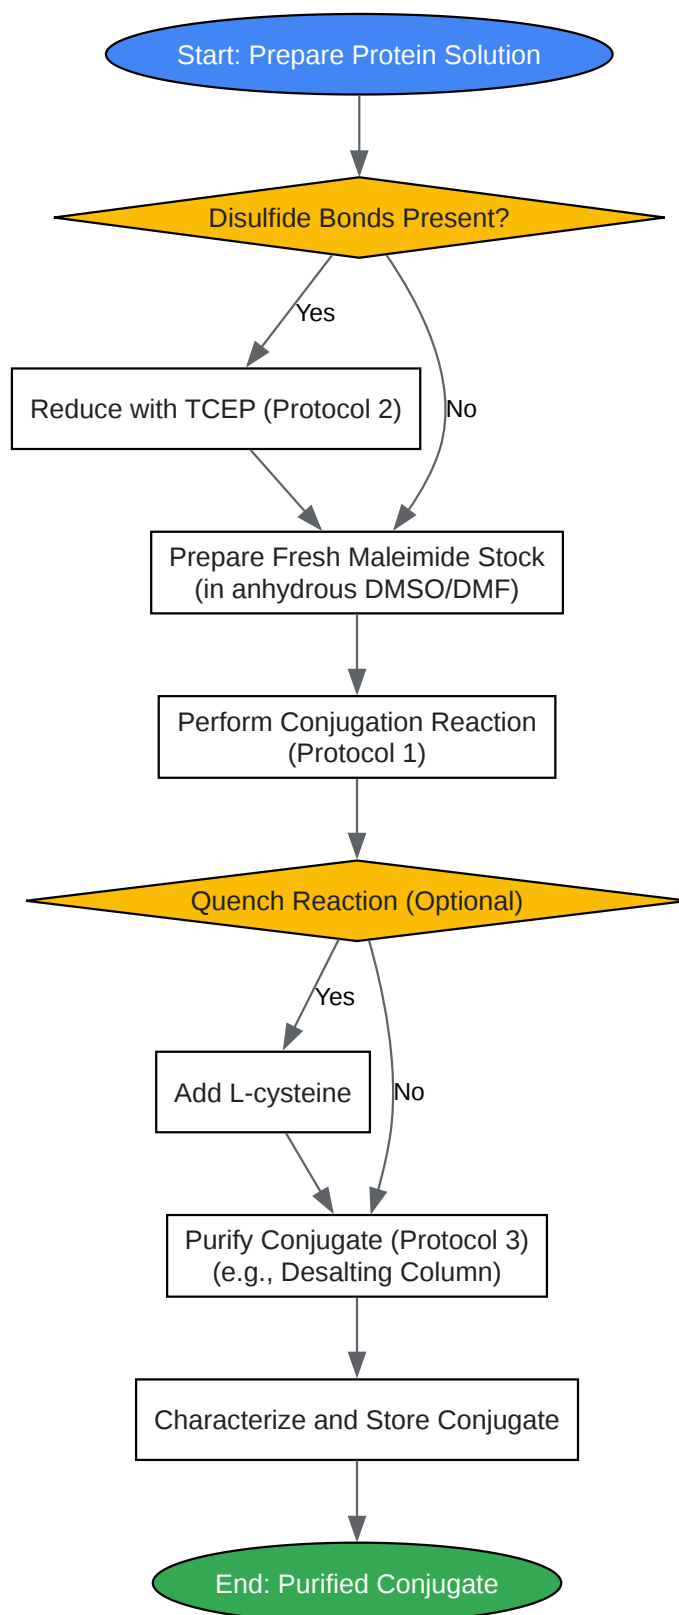 Start: Prepare Protein Solution
Disulfide Bonds Present?
Yes
Reduce with TCEP (Protocol 2)
No
Prepare Fresh Maleimide Stock
(in anhydrous DMSO/DMF)
Perform Conjugation Reaction
(Protocol 1)
Quench Reaction (Optional)
Yes
Add L-cysteine
No
Purify Conjugate (Protocol 3)
(e.g., Desalting Column)
Characterize and Store Conjugate
End: Purified Conjugate